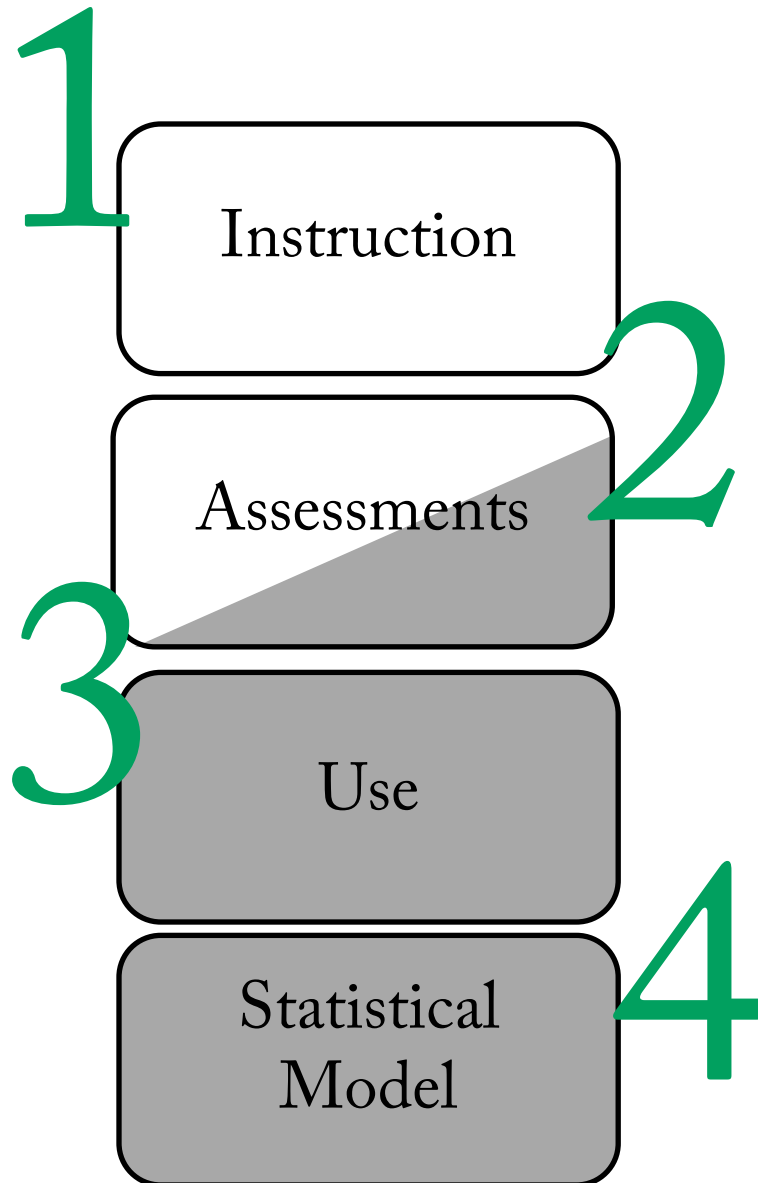 1
Instruction
2
Assessments
3
Use
4
Statistical
Model